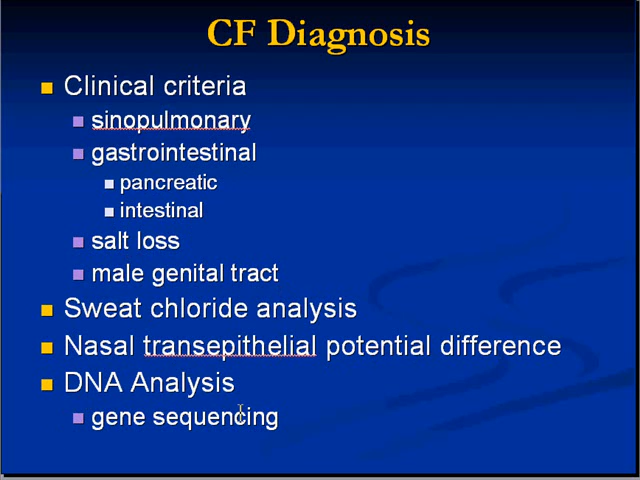 CF Diagnosis
Clinical criteria
sinopulmonary
gastrointestinal
pancreatic
intestinal
salt loss
male genital tract
Sweat chloride analysis
Nasal transepithelial potential difference
DNA Analysis
gene sequencing